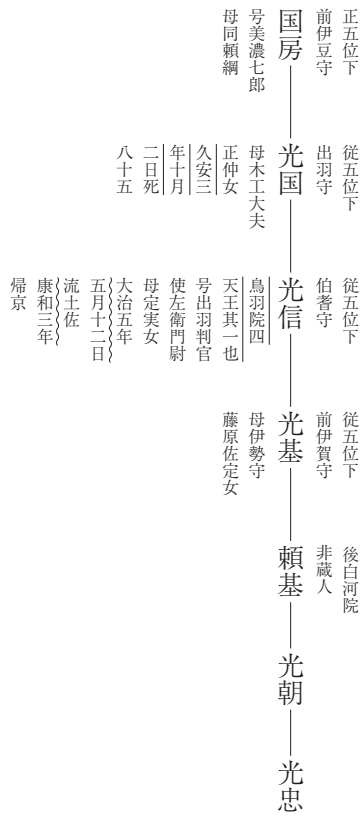 正五位下
前伊豆守
国房
号美濃七郎
母同頼綱
従五位下
出羽守
光国
母木工大夫
正仲女
久安三
年十月
二日死
八十五
従五位下
伯耆守
光信
鳥羽院四
天王其一也
号出羽判官
使左衛門尉
母定実女
大治五年
五月十二日
流土佐
康和三年
帰京
従五位下
前伊賀守
光基
母伊勢守
藤原佐定女
後白河院
非蔵人
頼基
光朝
光忠